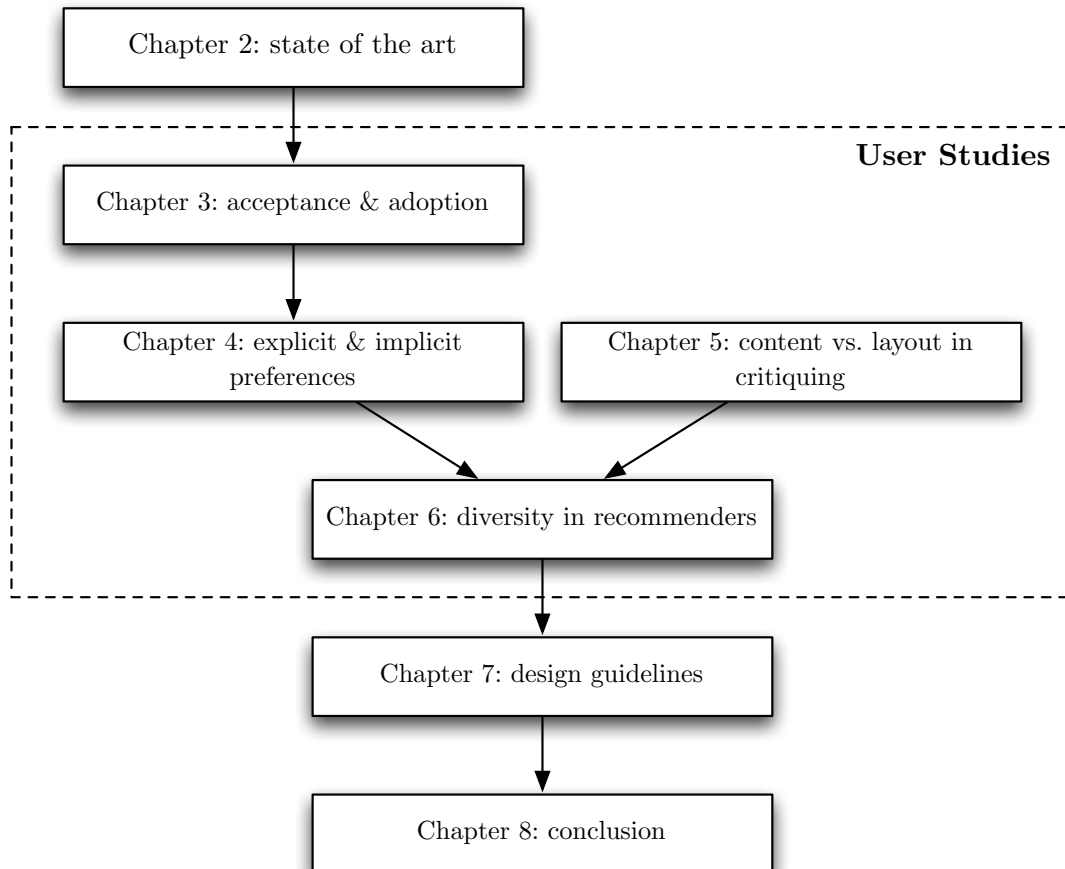 Chapter 2: state of the art
User Studies
Chapter 3: acceptance & adoption
Chapter 4: explicit & implicit
preferences
Chapter 5: content vs. layout in
critiquing
Chapter 6: diversity in recommenders
Chapter 7: design guidelines
Chapter 8: conclusion